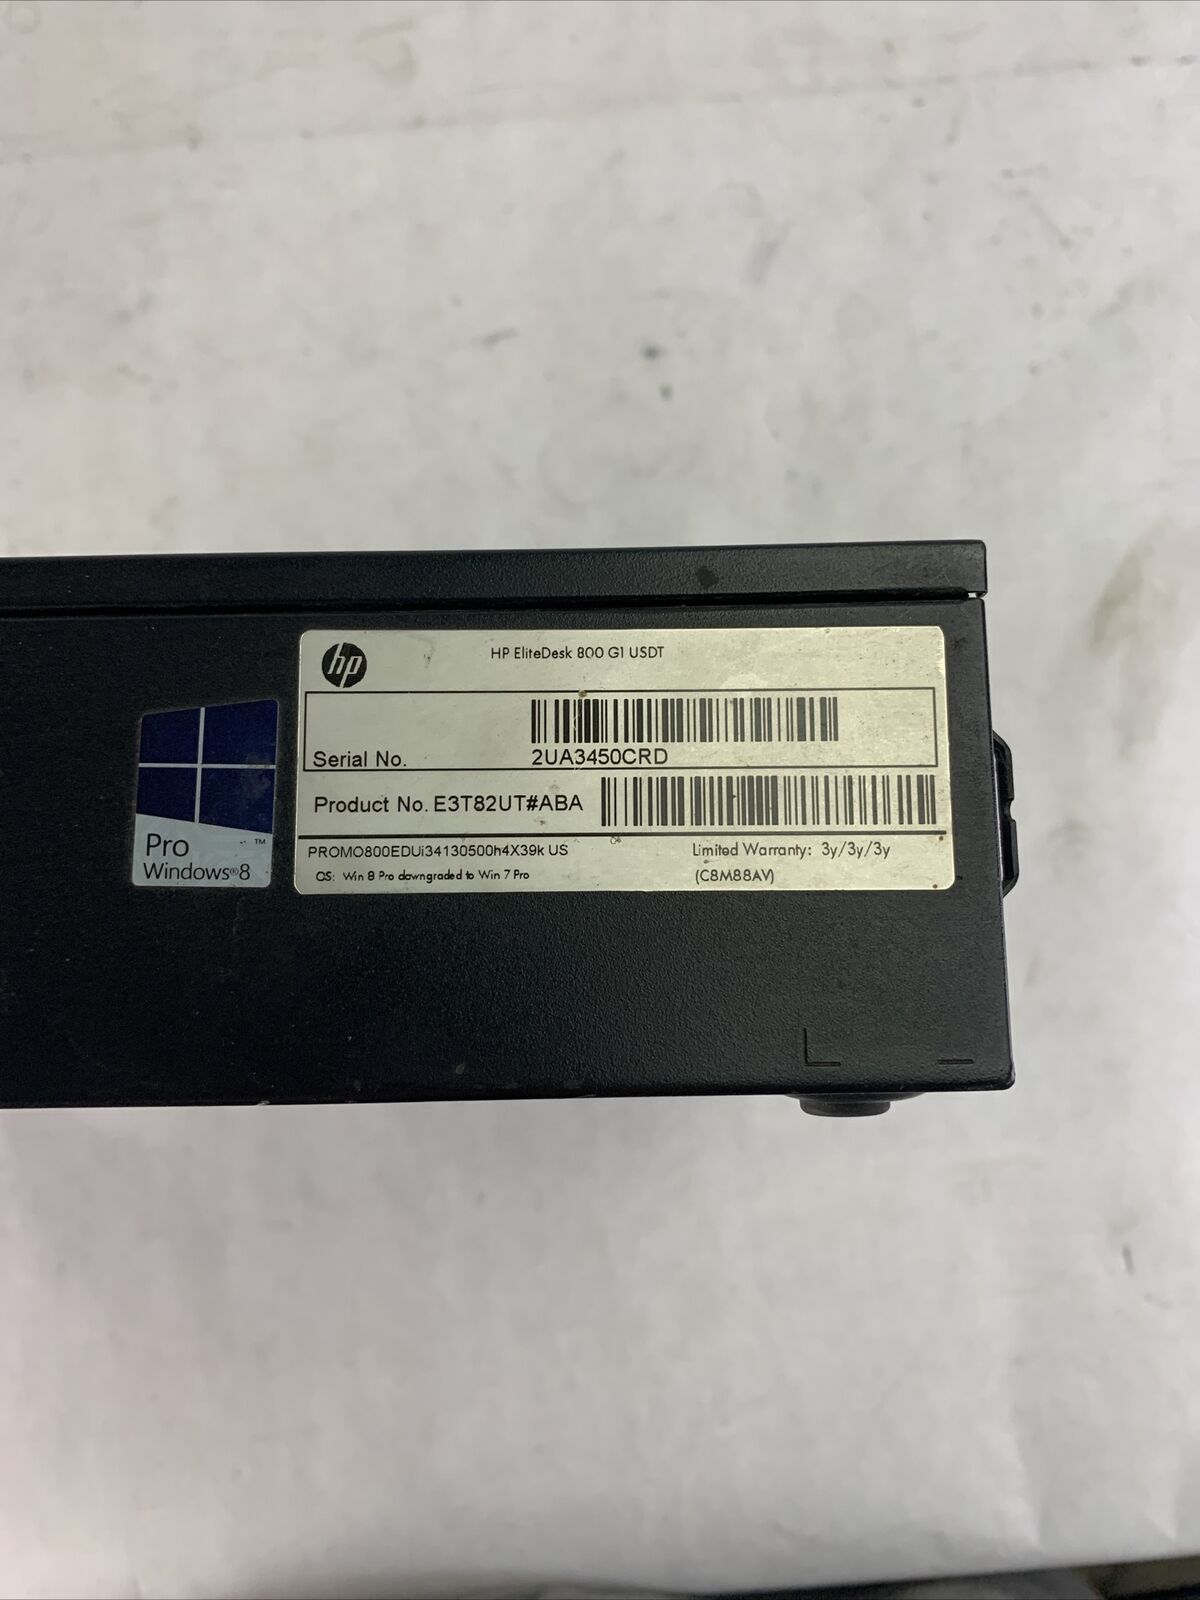 hp
HP EliteDesk 800 G1 USDT
Serial No. 2UA3450CRD
Product No. E3T82UT#ABA
PROMO800EDUi34130500h4X39k US
Limited Warranty: 3y/3y/3y
OS: Win 8 Pro downgraded to Win 7 Pro
(C8M88AV)
Pro ™
Windows®8